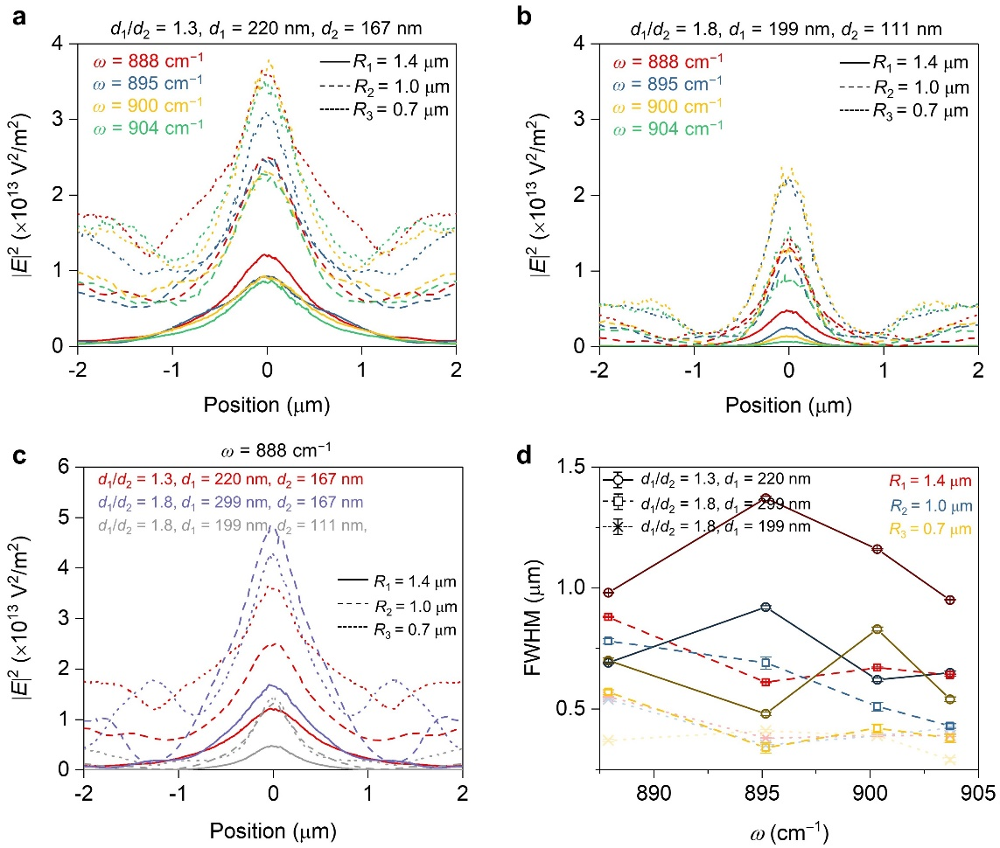 a
d₁/d₂ = 1.3, d₁ = 220 nm, d₂ = 167 nm
ω = 888 cm⁻¹
ω = 895 cm⁻¹
ω = 900 cm⁻¹
ω = 904 cm⁻¹
R₁ = 1.4 μm
R₂ = 1.0 μm
R₃ = 0.7 μm
|E|² (×10¹³ V²/m²)
4
3
2
1
0
-2 -1 0 1 2
Position (μm)
b
d₁/d₂ = 1.8, d₁ = 199 nm, d₂ = 111 nm
ω = 888 cm⁻¹
ω = 895 cm⁻¹
ω = 900 cm⁻¹
ω = 904 cm⁻¹
R₁ = 1.4 μm
R₂ = 1.0 μm
R₃ = 0.7 μm
|E|² (×10¹³ V²/m²)
4
3
2
1
0
-2 -1 0 1 2
Position (μm)
c
ω = 888 cm⁻¹
d₁/d₂ = 1.3, d₁ = 220 nm, d₂ = 167 nm
d₁/d₂ = 1.8, d₁ = 299 nm, d₂ = 167 nm
d₁/d₂ = 1.8, d₁ = 199 nm, d₂ = 111 nm,
R₁ = 1.4 μm
R₂ = 1.0 μm
R₃ = 0.7 μm
|E|² (×10¹³ V²/m²)
6
5
4
3
2
1
0
-2 -1 0 1 2
Position (μm)
d
d₁/d₂ = 1.3, d₁ = 220 nm
d₁/d₂ = 1.8, d₁ = 299 nm
d₁/d₂ = 1.8, d₁ = 199 nm
R₁ = 1.4 μm
R₂ = 1.0 μm
R₃ = 0.7 μm
FWHM (μm)
1.5
1.0
0.5
890 895 900 905
ω (cm⁻¹)